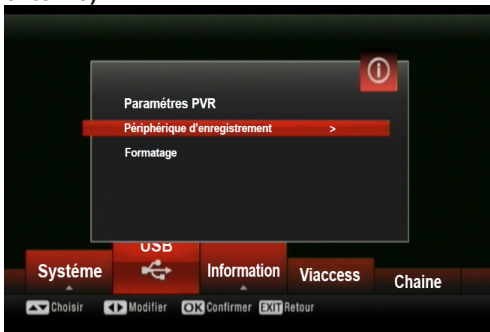 Paramétres PVR
Périphérique d'enregistrement >
Formatage
USB
Systéme Information Viaccess Chaine
Choisir Modifier OK Confirmer EXIT Retour